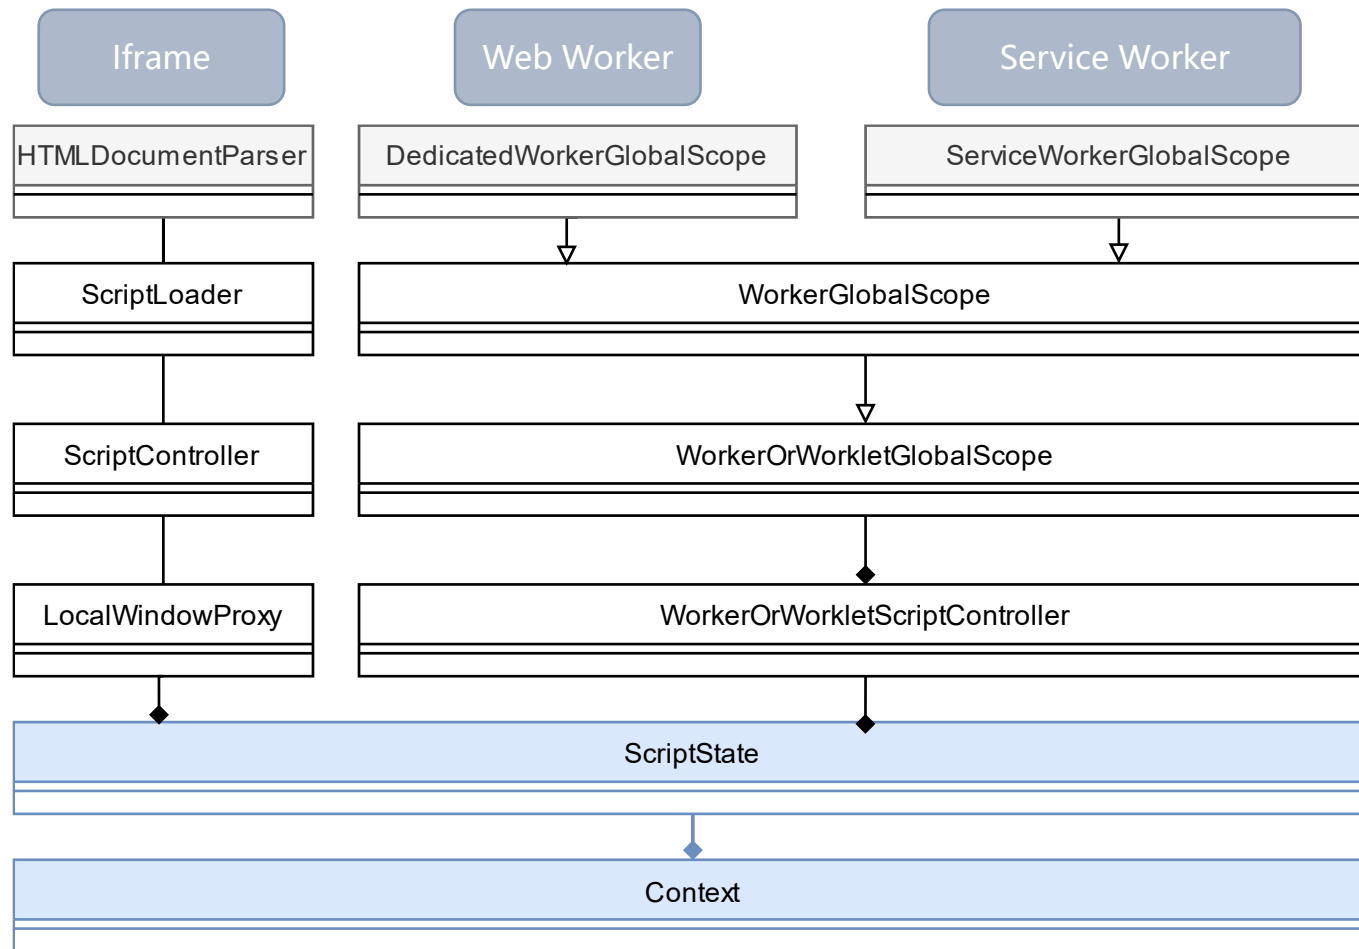 Iframe
Web Worker
Service Worker
HTMLDocumentParser
DedicatedWorkerGlobalScope
ServiceWorkerGlobalScope
ScriptLoader
WorkerGlobalScope
ScriptController
WorkerOrWorkletGlobalScope
LocalWindowProxy
WorkerOrWorkletScriptController
ScriptState
Context